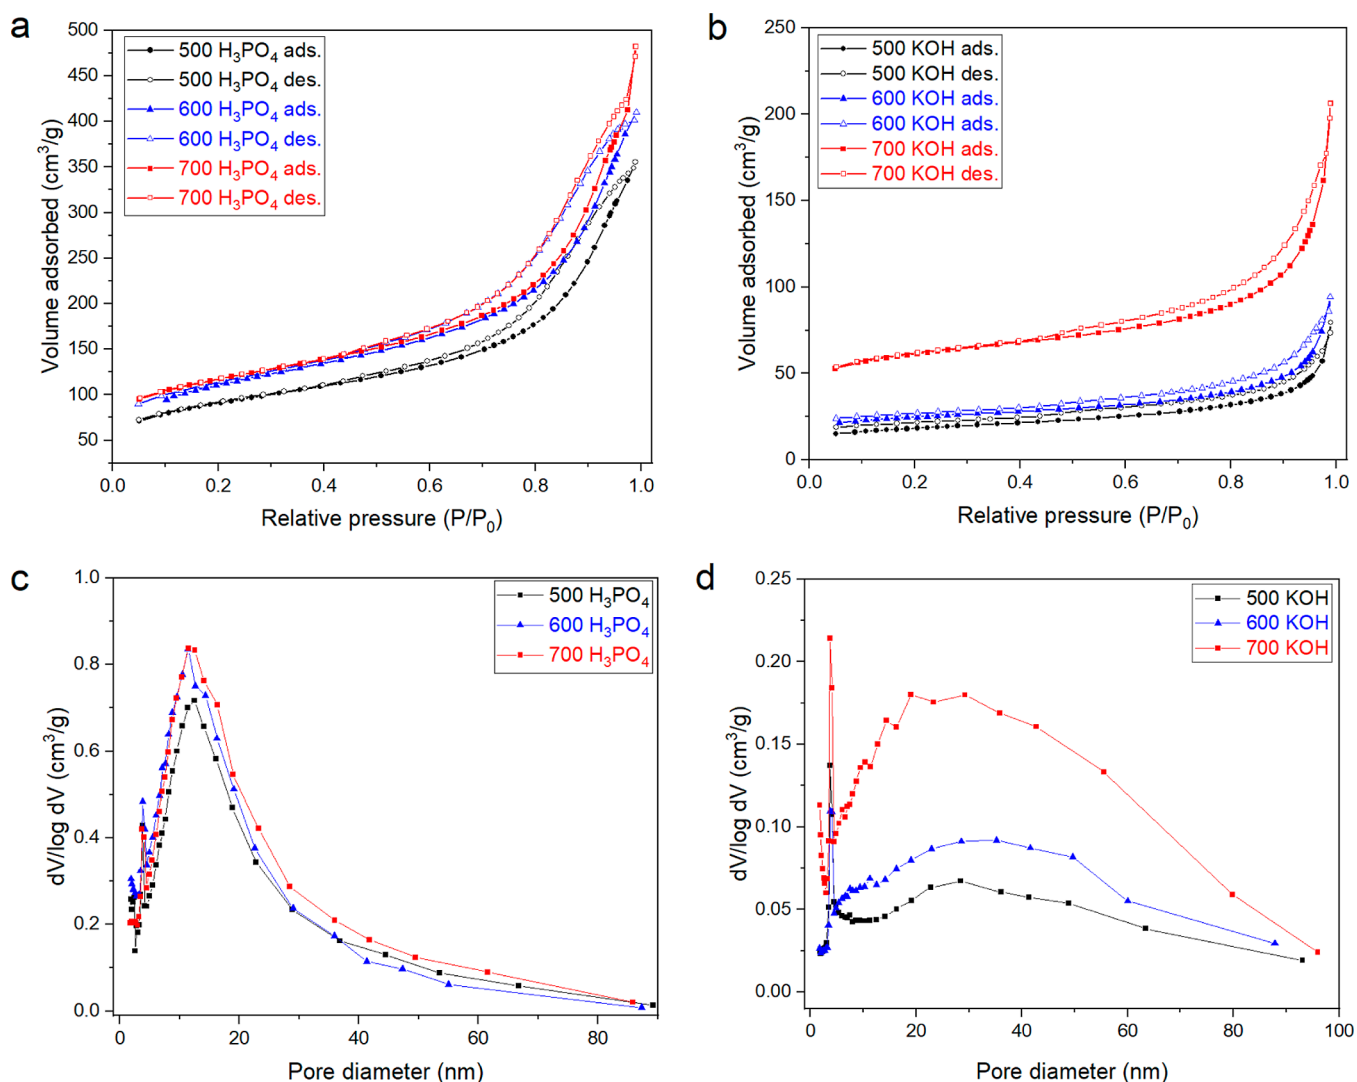 a
500
450
400
350
300
250
200
150
100
50
Volume adsorbed (cm³/g)
500 H₃PO₄ ads.
500 H₃PO₄ des.
600 H₃PO₄ ads.
600 H₃PO₄ des.
700 H₃PO₄ ads.
700 H₃PO₄ des.
0.0 0.2 0.4 0.6 0.8 1.0
Relative pressure (P/P₀)
b
250
200
150
100
50
0
Volume adsorbed (cm³/g)
500 KOH ads.
500 KOH des.
600 KOH ads.
600 KOH ads.
700 KOH ads.
700 KOH des.
0.0 0.2 0.4 0.6 0.8 1.0
Relative pressure (P/P₀)
c
1.0
0.8
0.6
0.4
0.2
0.0
dV/log dV (cm³/g)
500 H₃PO₄
600 H₃PO₄
700 H₃PO₄
0 20 40 60 80
Pore diameter (nm)
d
0.25
0.20
0.15
0.10
0.05
0.00
dV/log dV (cm³/g)
500 KOH
600 KOH
700 KOH
0 20 40 60 80 100
Pore diameter (nm)